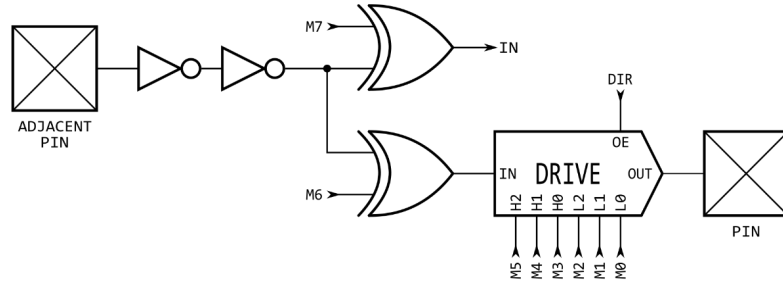 M7
IN
ADJACENT
PIN
DIR
OE
IN
DRIVE
OUT
M6
H2
H1
H0
L2
L1
L0
PIN
M5
M4
M3
M2
M1
M0